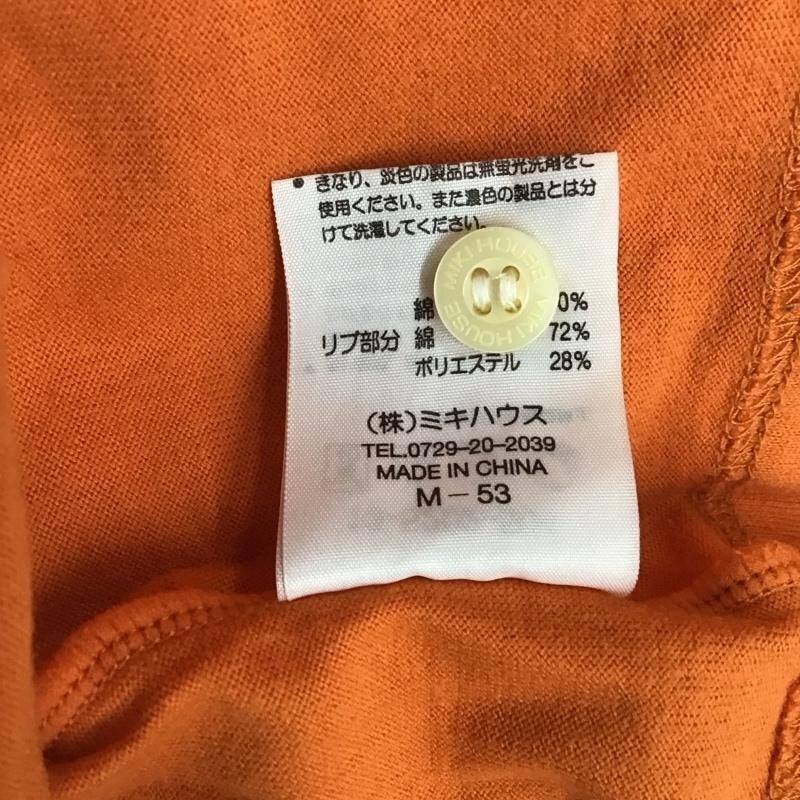 • きなり、淡色の製品は無蛍光洗剤をご
使用ください。また濃色の製品とは分
けて洗濯してください。
綿 0%
リブ部分 綿 72%
ポリエステル 28%
MIKI HOUSE MIKI HOUSE
(株)ミキハウス
TEL.0729-20-2039
MADE IN CHINA
M-53